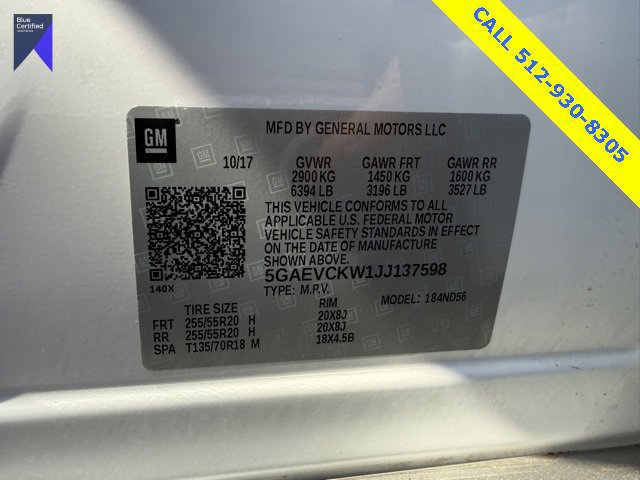 Blue
Certified
CALL 512-930-8305
GM
MFD BY GENERAL MOTORS LLC
10/17 GVWR GAWR FRT GAWR RR
2900 KG 1450 KG 1600 KG
6394 LB 3196 LB 3527 LB
THIS VEHICLE CONFORMS TO ALL
APPLICABLE U.S. FEDERAL MOTOR
VEHICLE SAFETY STANDARDS IN EFFECT
ON THE DATE OF MANUFACTURE
SHOWN ABOVE.
5GAEVCKW1JJ137598
140X
TYPE: M.P.V. MODEL: 184ND56
TIRE SIZE RIM
FRT 255/55R20 H 20X8J
RR 255/55R20 H 20X8J
SPA T135/70R18 M 18X4.5B